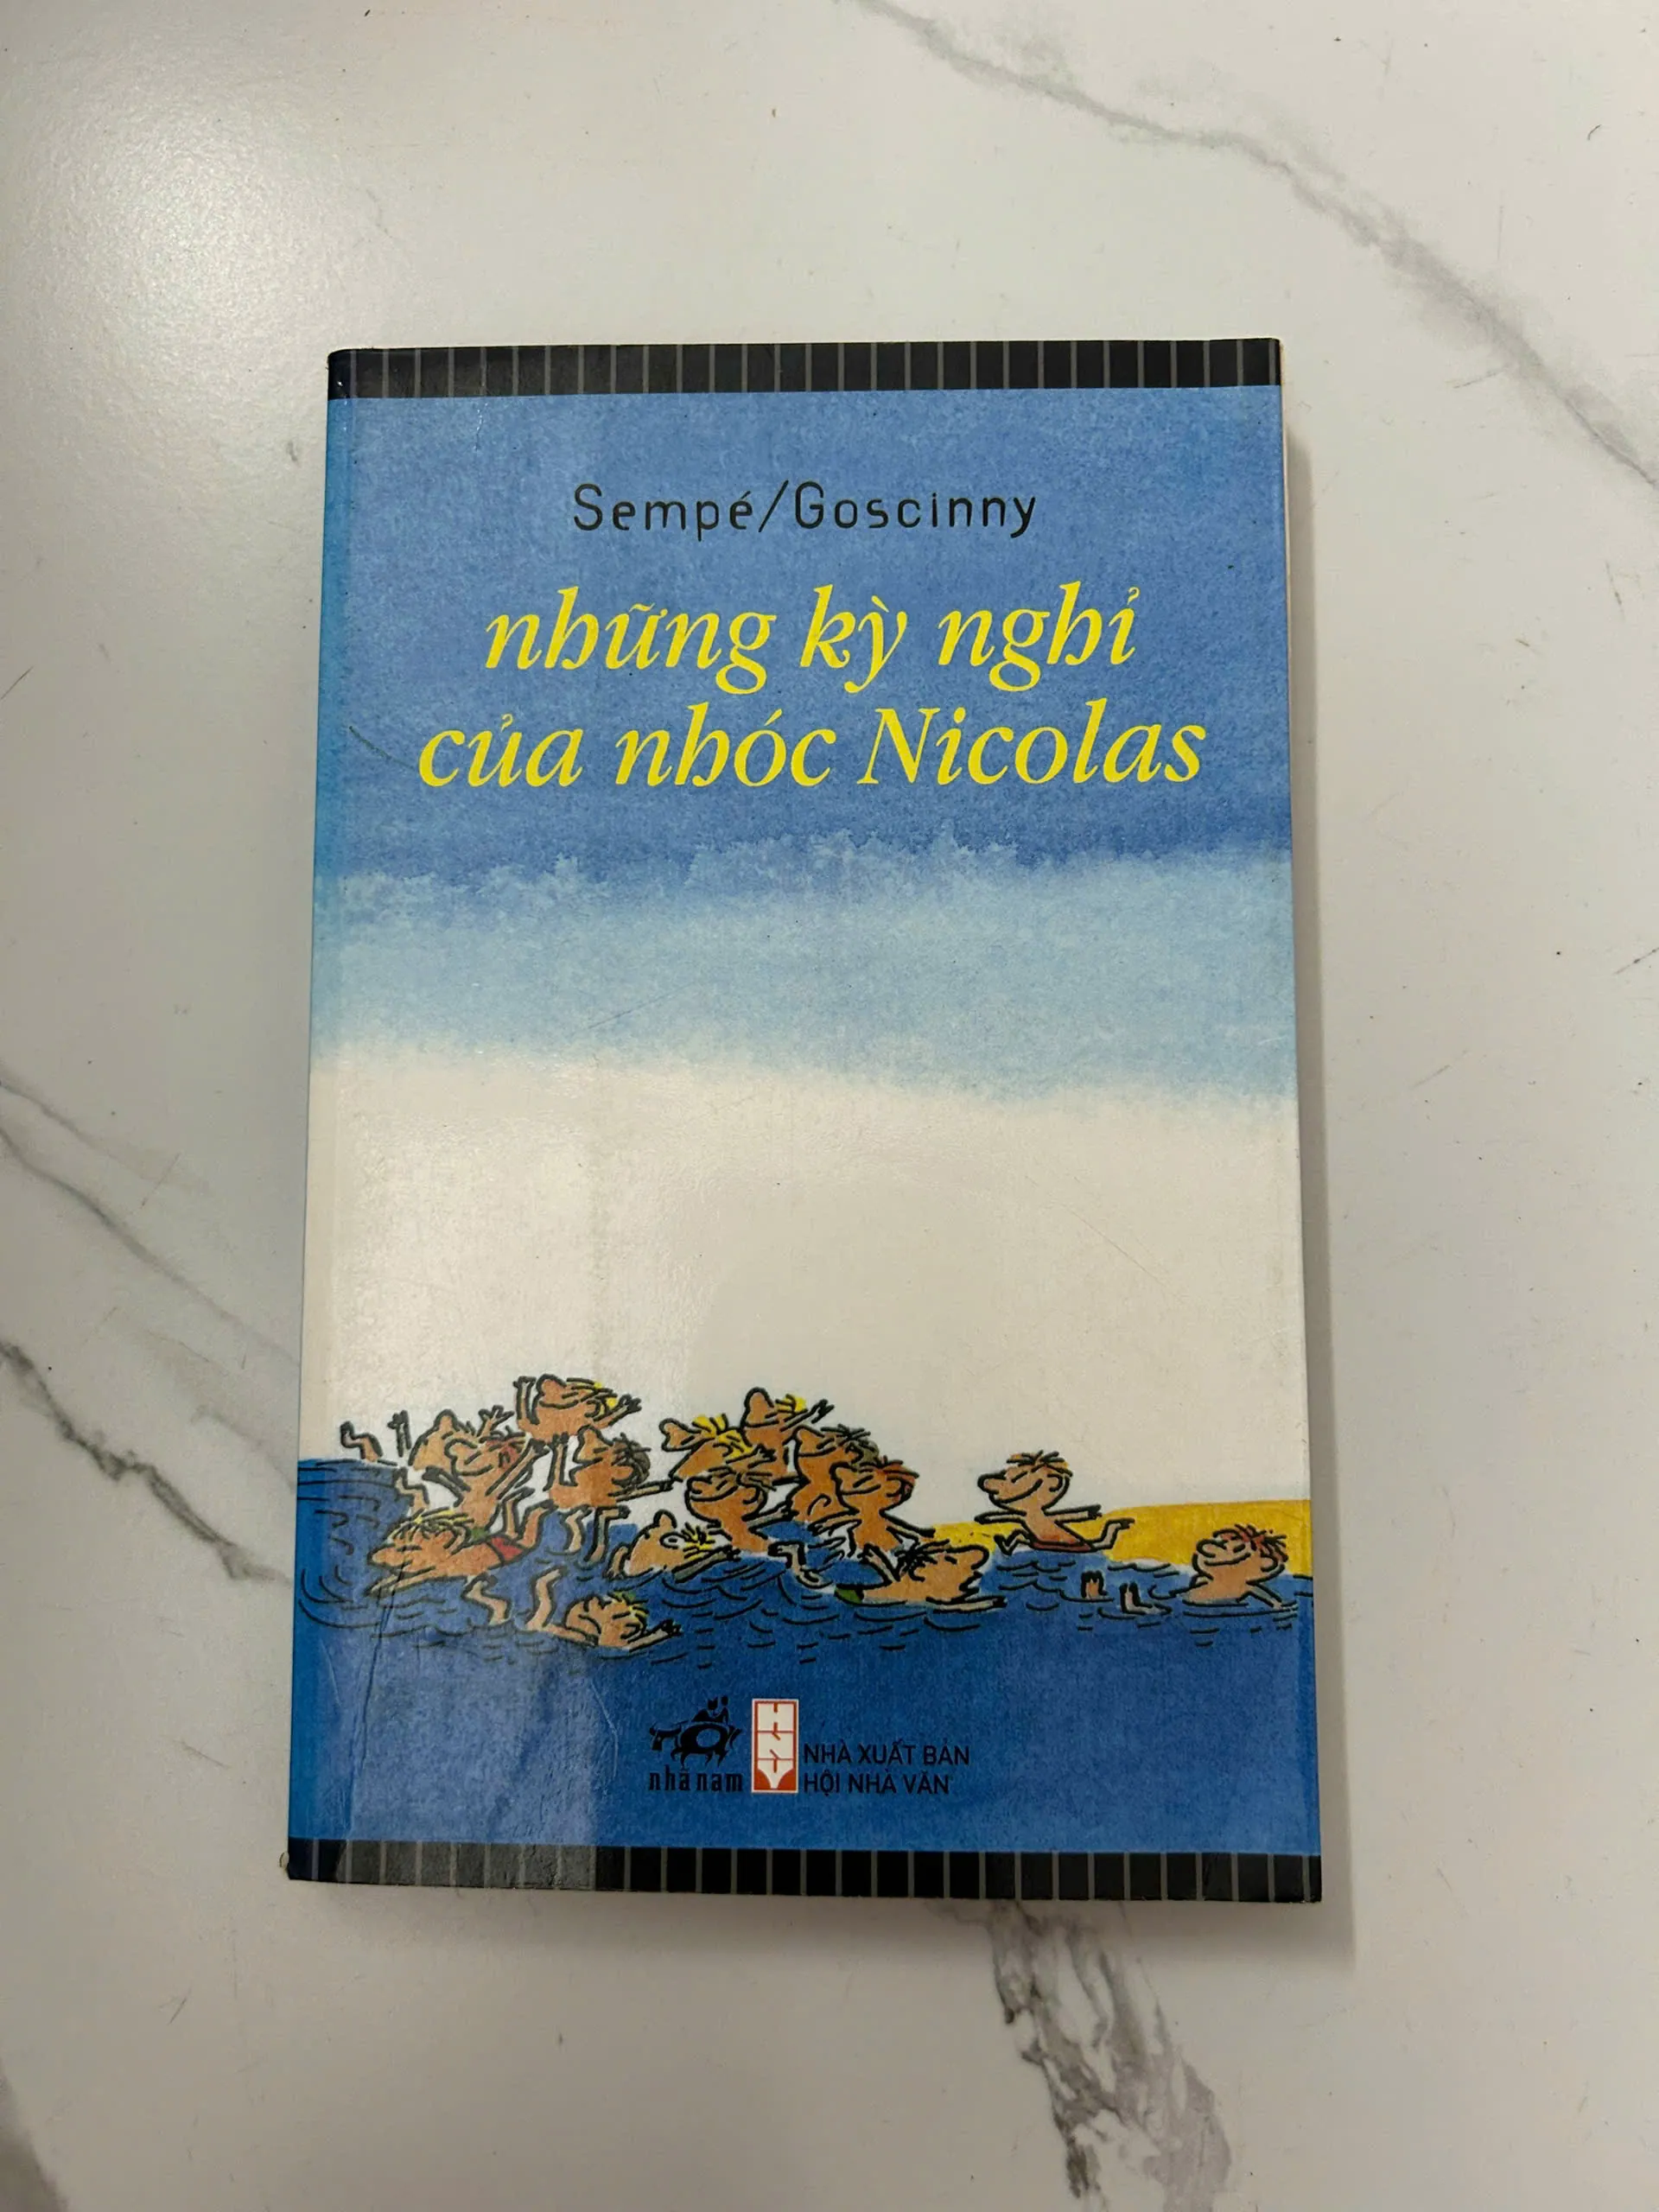 Sempé/Goscinny
những kỳ nghỉ
của nhóc Nicolas
nhã nam
NHÀ XUẤT BẢN
HỘI NHÀ VĂN